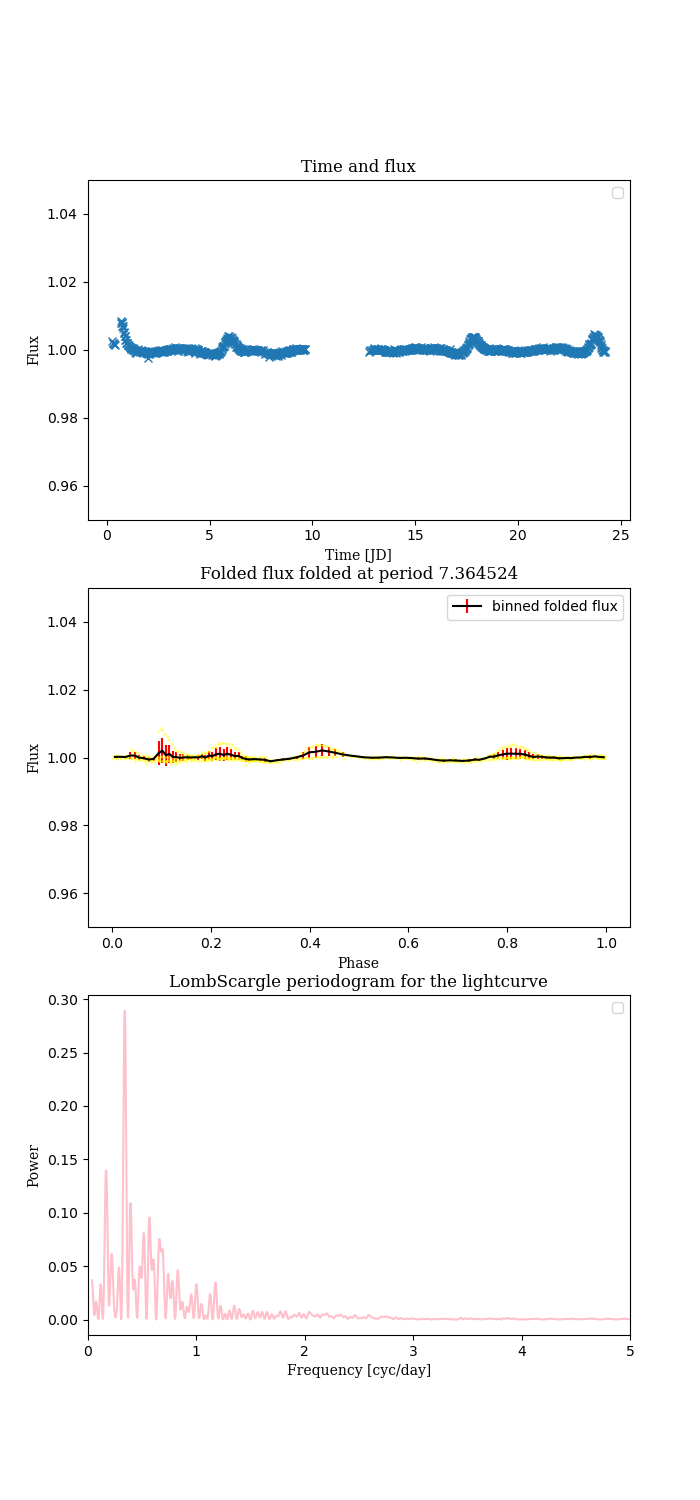 Time and flux
1.04
1.02
1.00
0.98
0.96
Flux
0 5 10 15 20 25
Time [JD]
Folded flux folded at period 7.364524
binned folded flux
1.04
1.02
1.00
0.98
0.96
Flux
0.0 0.2 0.4 0.6 0.8 1.0
Phase
LombScargle periodogram for the lightcurve
0.30
0.25
0.20
0.15
0.10
0.05
0.00
Power
0 1 2 3 4 5
Frequency [cyc/day]